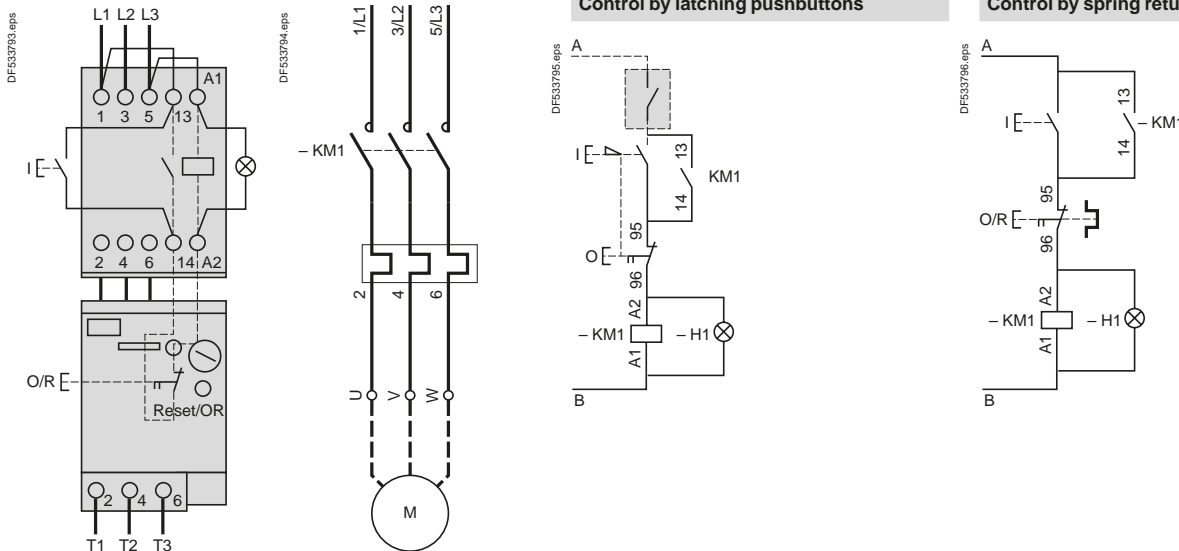 DF533793.eps
L1 L2 L3
A1
1 3 5 13
I
2 4 6 14 A2
O/R
Reset/OR
2 4 6
T1 T2 T3
DF533794.eps
1/L1
3/L2
5/L3
– KM1
2
4
6
U
V
W
M
Control by latching pushbuttons
DF533795.eps
A
I
13
14
KM1
95
O
96
A2
– KM1
– H1
A1
B
Control by spring retu
DF533796.eps
A
I
13
– KM1
14
95
O/R
96
A2
– KM1
– H1
A1
B